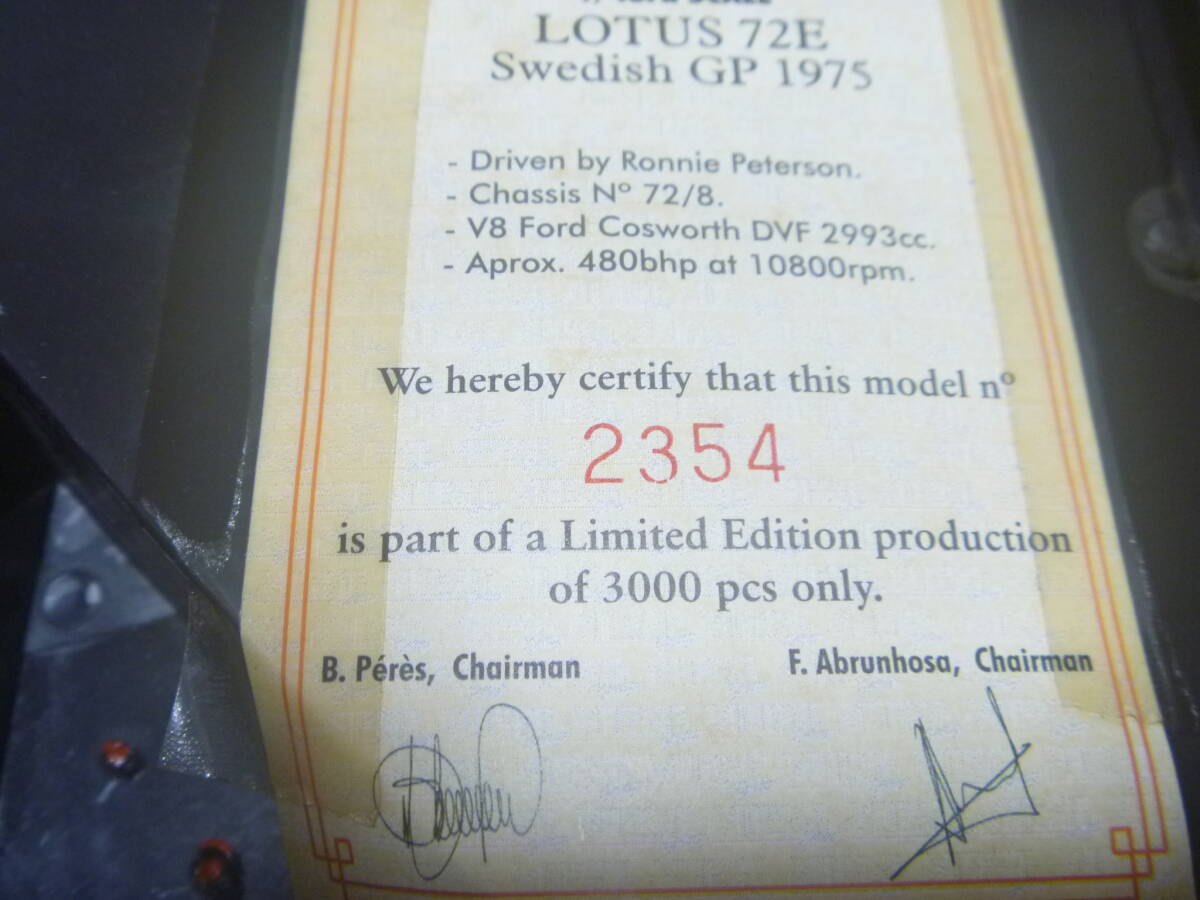 LOTUS 72E
Swedish GP 1975
- Driven by Ronnie Peterson.
- Chassis Nº 72/8.
- V8 Ford Cosworth DVF 2993cc.
- Aprox. 480bhp at 10800rpm.
We hereby certify that this model nº
2354
is part of a Limited Edition production
of 3000 pcs only.
B. Pérès, Chairman F. Abrunhosa, Chairman